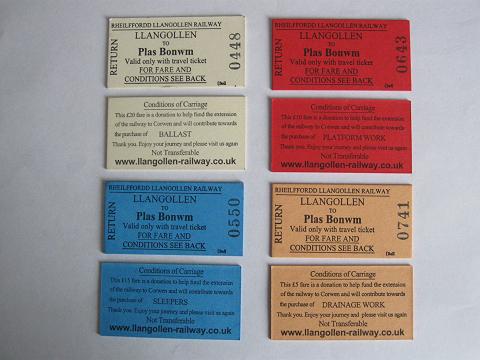 RHEILFFORDD LLANGOLLEN RAILWAY
RETURN
LLANGOLLEN
TO
Plas Bonwm
Valid only with travel ticket
FOR FARE AND
CONDITIONS SEE BACK
0448
Conditions of Carriage
This £20 fare is a donation to help fund the extension
of the railway to Corwen and will contribute towards
the purchase of BALLAST
Thank you. Enjoy your journey and please visit us again
Not Transferable
www.llangollen-railway.co.uk
RHEILFFORDD LLANGOLLEN RAILWAY
RETURN
LLANGOLLEN
TO
Plas Bonwm
Valid only with travel ticket
FOR FARE AND
CONDITIONS SEE BACK
0643
Conditions of Carriage
This £10 fare is a donation to help fund the extension
of the railway to Corwen and will contribute towards
the purchase of PLATFORM WORK
Thank you. Enjoy your journey and please visit us again
Not Transferable
www.llangollen-railway.co.uk
RHEILFFORDD LLANGOLLEN RAILWAY
RETURN
LLANGOLLEN
TO
Plas Bonwm
Valid only with travel ticket
FOR FARE AND
CONDITIONS SEE BACK
0550
Conditions of Carriage
This £15 fare is a donation to help fund the extension
of the railway to Corwen and will contribute towards
the purchase of SLEEPERS
Thank you. Enjoy your journey and please visit us again
Not Transferable
www.llangollen-railway.co.uk
RHEILFFORDD LLANGOLLEN RAILWAY
RETURN
LLANGOLLEN
TO
Plas Bonwm
Valid only with travel ticket
FOR FARE AND
CONDITIONS SEE BACK
0741
Conditions of Carriage
This £5 fare is a donation to help fund the extension
of the railway to Corwen and will contribute towards
the purchase of DRAINAGE WORK
Thank you. Enjoy your journey and please visit us again
Not Transferable
www.llangollen-railway.co.uk